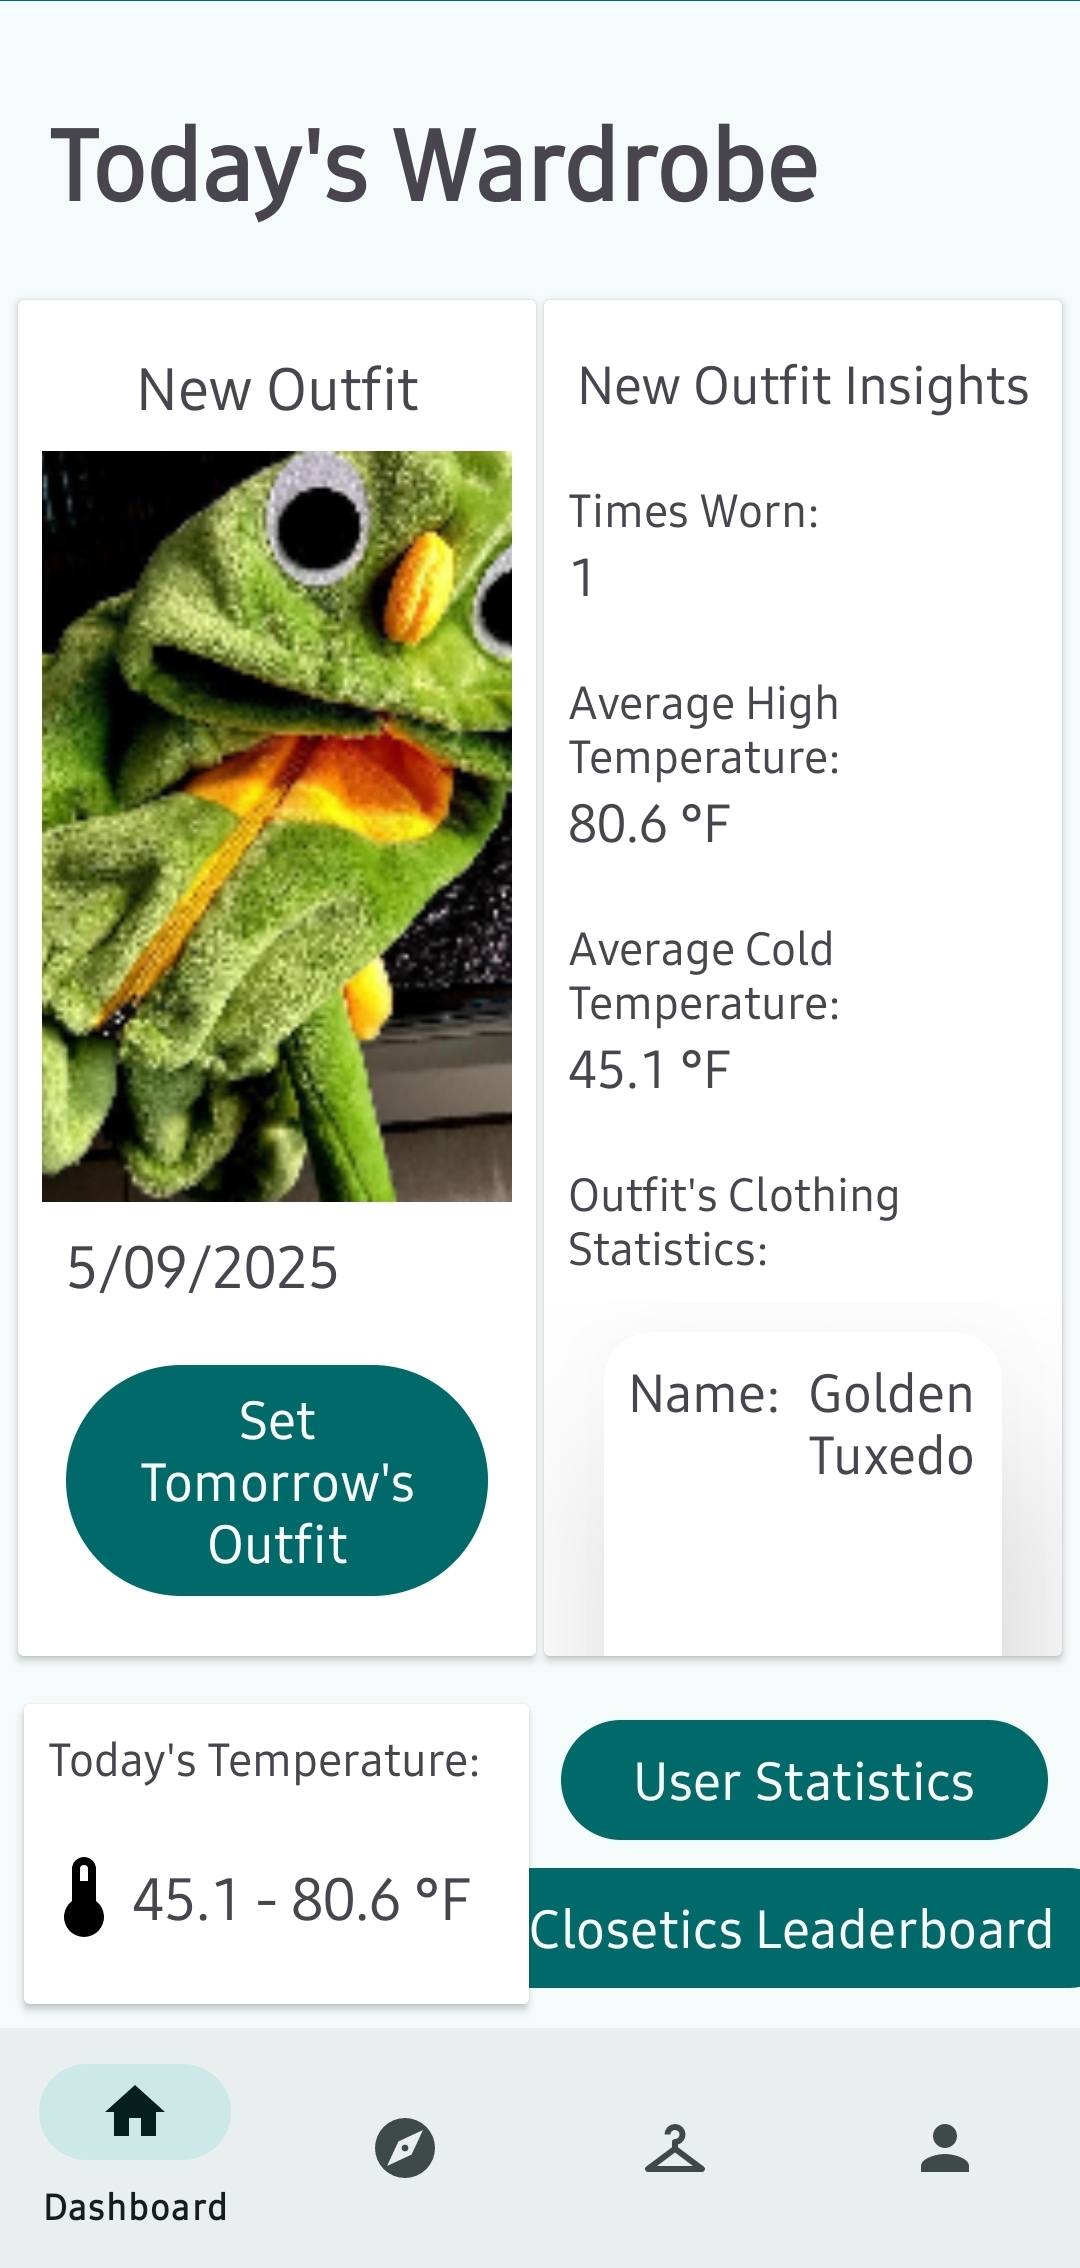 Today's Wardrobe
New Outfit
5/09/2025
Set
Tomorrow's
Outfit
New Outfit Insights
Times Worn:
1
Average High
Temperature:
80.6 °F
Average Cold
Temperature:
45.1 °F
Outfit's Clothing
Statistics:
Name: Golden
Tuxedo
Today's Temperature:
45.1 - 80.6 °F
User Statistics
Closetics Leaderboard
Dashboard